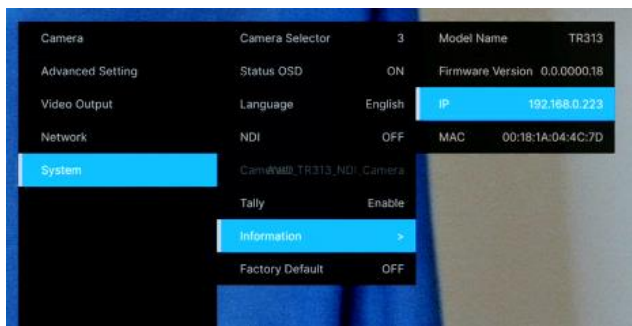 Camera
Advanced Setting
Video Output
Network
System
Camera Selector 3
Status OSD ON
Language English
NDI OFF
TR313_NDI_Camera
Tally Enable
Information >
Factory Default OFF
Model Name TR313
Firmware Version 0.0.0000.18
IP 192.168.0.223
MAC 00:18:1A:04:4C:7D